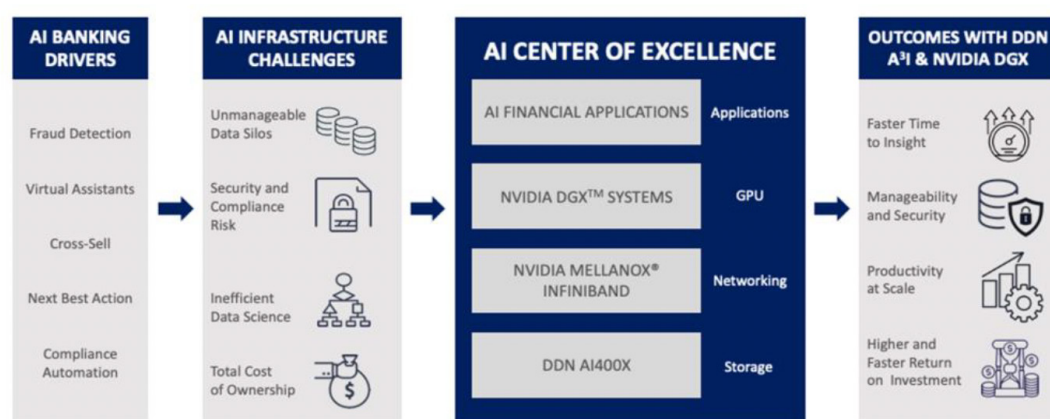 AI BANKING
DRIVERS
Fraud Detection
Virtual Assistants
Cross-Sell
Next Best Action
Compliance
Automation
AI INFRASTRUCTURE
CHALLENGES
Unmanageable
Data Silos
Security and
Compliance
Risk
Inefficient
Data Science
Total Cost
of Ownership
$
AI CENTER OF EXCELLENCE
AI FINANCIAL APPLICATIONS
Applications
NVIDIA DGX™ SYSTEMS
GPU
NVIDIA MELLANOX®
INFINIBAND
Networking
DDN AI400X
Storage
OUTCOMES WITH DDN
A³I & NVIDIA DGX
Faster Time
to Insight
Manageability
and Security
Productivity
at Scale
Higher and
Faster Return
on Investment
$
$
$